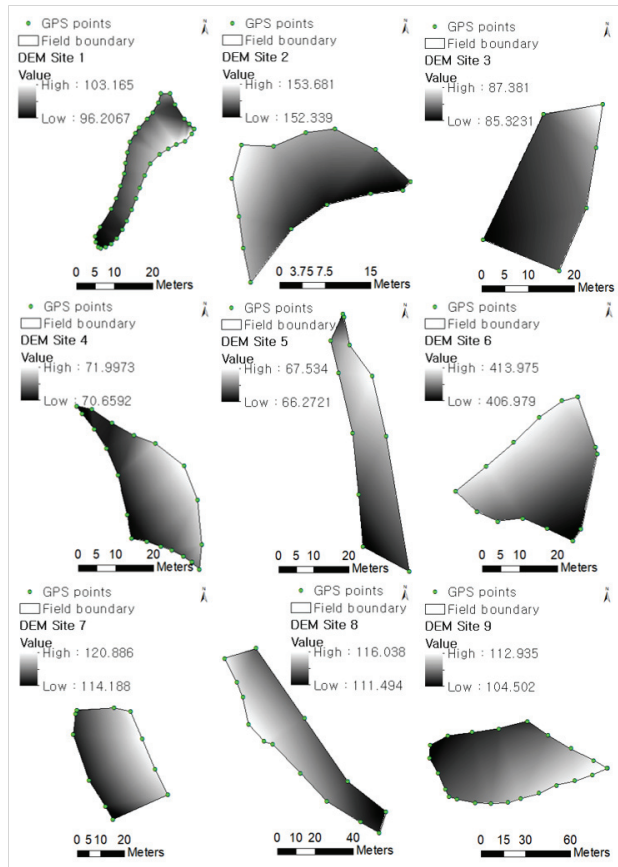 GPS points
Field boundary
DEM Site 1
Value
High : 103.165
Low : 96.2067
0 5 10 20
Meters
N
GPS points
Field boundary
DEM Site 2
Value
High : 153.681
Low : 152.339
0 3.75 7.5 15
Meters
N
GPS points
Field boundary
DEM Site 3
Value
High : 87.381
Low : 85.3231
0 5 10 20
Meters
N
GPS points
Field boundary
DEM Site 4
Value
High : 71.9973
Low : 70.6592
0 5 10 20
Meters
N
GPS points
Field boundary
DEM Site 5
Value
High : 67.534
Low : 66.2721
0 5 10 20
Meters
N
GPS points
Field boundary
DEM Site 6
Value
High : 413.975
Low : 406.979
0 5 10 20
Meters
N
GPS points
Field boundary
DEM Site 7
Value
High : 120.886
Low : 114.188
0 5 10 20
Meters
N
GPS points
Field boundary
DEM Site 8
Value
High : 116.038
Low : 111.494
0 10 20 40
Meters
N
GPS points
Field boundary
DEM Site 9
Value
High : 112.935
Low : 104.502
0 15 30 60
Meters
N